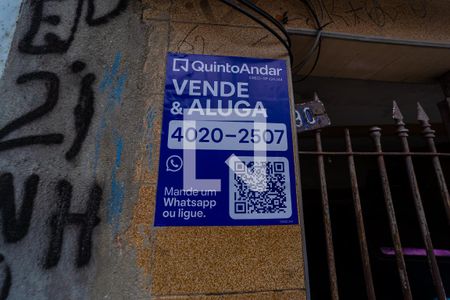 QuintoAndar
VENDE
& ALUGA
4020-2507
Mande um
Whatsapp
ou ligue.